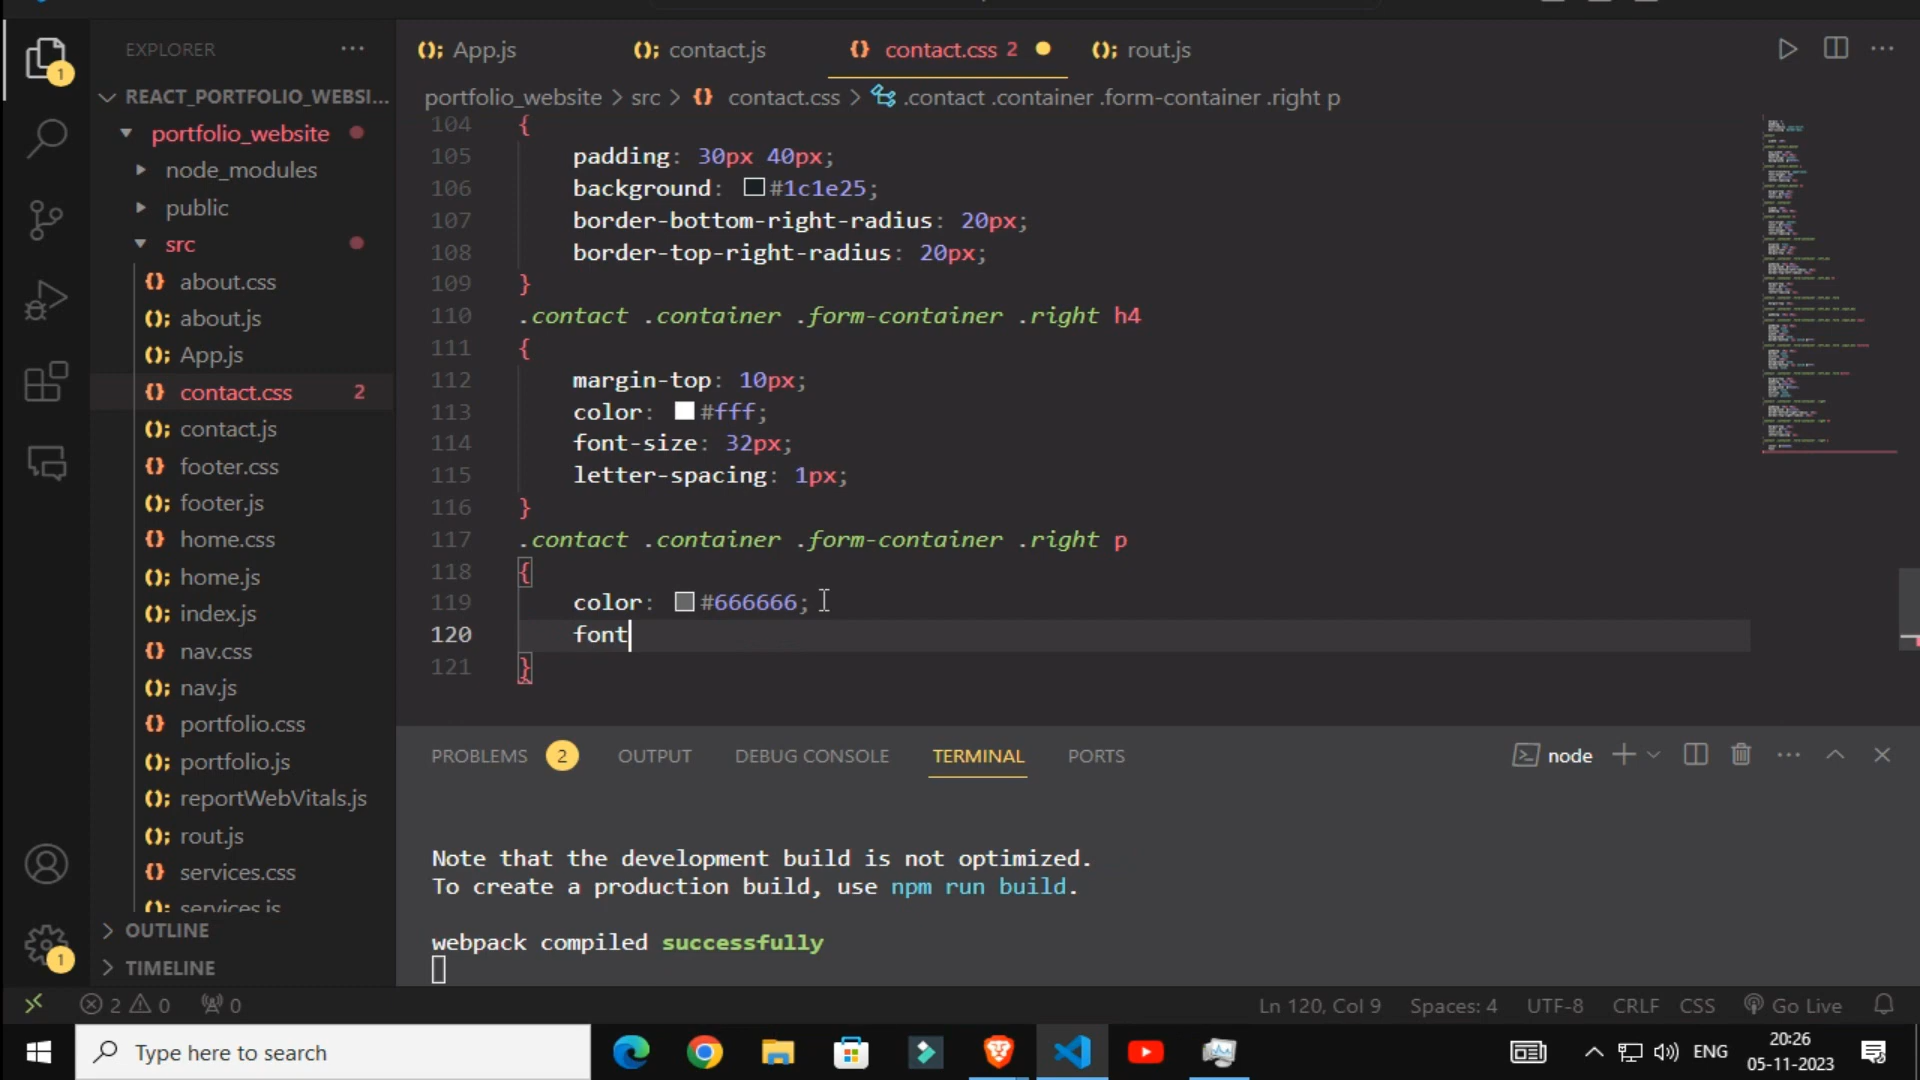 EXPLORER
App.js
contact.js
contact.css 2
rout.js
REACT_PORTFOLIO_WEBSI...
portfolio_website > src > {} contact.css > .contact .container .form-container .right p
portfolio_website
node_modules
public
src
about.css
about.js
App.js
contact.css 2
contact.js
footer.css
footer.js
home.css
home.js
index.js
nav.css
nav.js
portfolio.css
portfolio.js
reportWebVitals.js
rout.js
services.css
services.js
OUTLINE
TIMELINE
104 {
105 padding: 30px 40px;
106 background: #1c1e25;
107 border-bottom-right-radius: 20px;
108 border-top-right-radius: 20px;
109 }
110 .contact .container .form-container .right h4
111 {
112 margin-top: 10px;
113 color: #fff;
114 font-size: 32px;
115 letter-spacing: 1px;
116 }
117 .contact .container .form-container .right p
118 {
119 color: #666666;
120 font
121 }
PROBLEMS 2 OUTPUT DEBUG CONSOLE TERMINAL PORTS
node
Note that the development build is not optimized.
To create a production build, use npm run build.
webpack compiled successfully
2 0 0
Ln 120, Col 9 Spaces: 4 UTF-8 CRLF CSS Go Live
1
1
Type here to search
ENG
20:26
05-11-2023